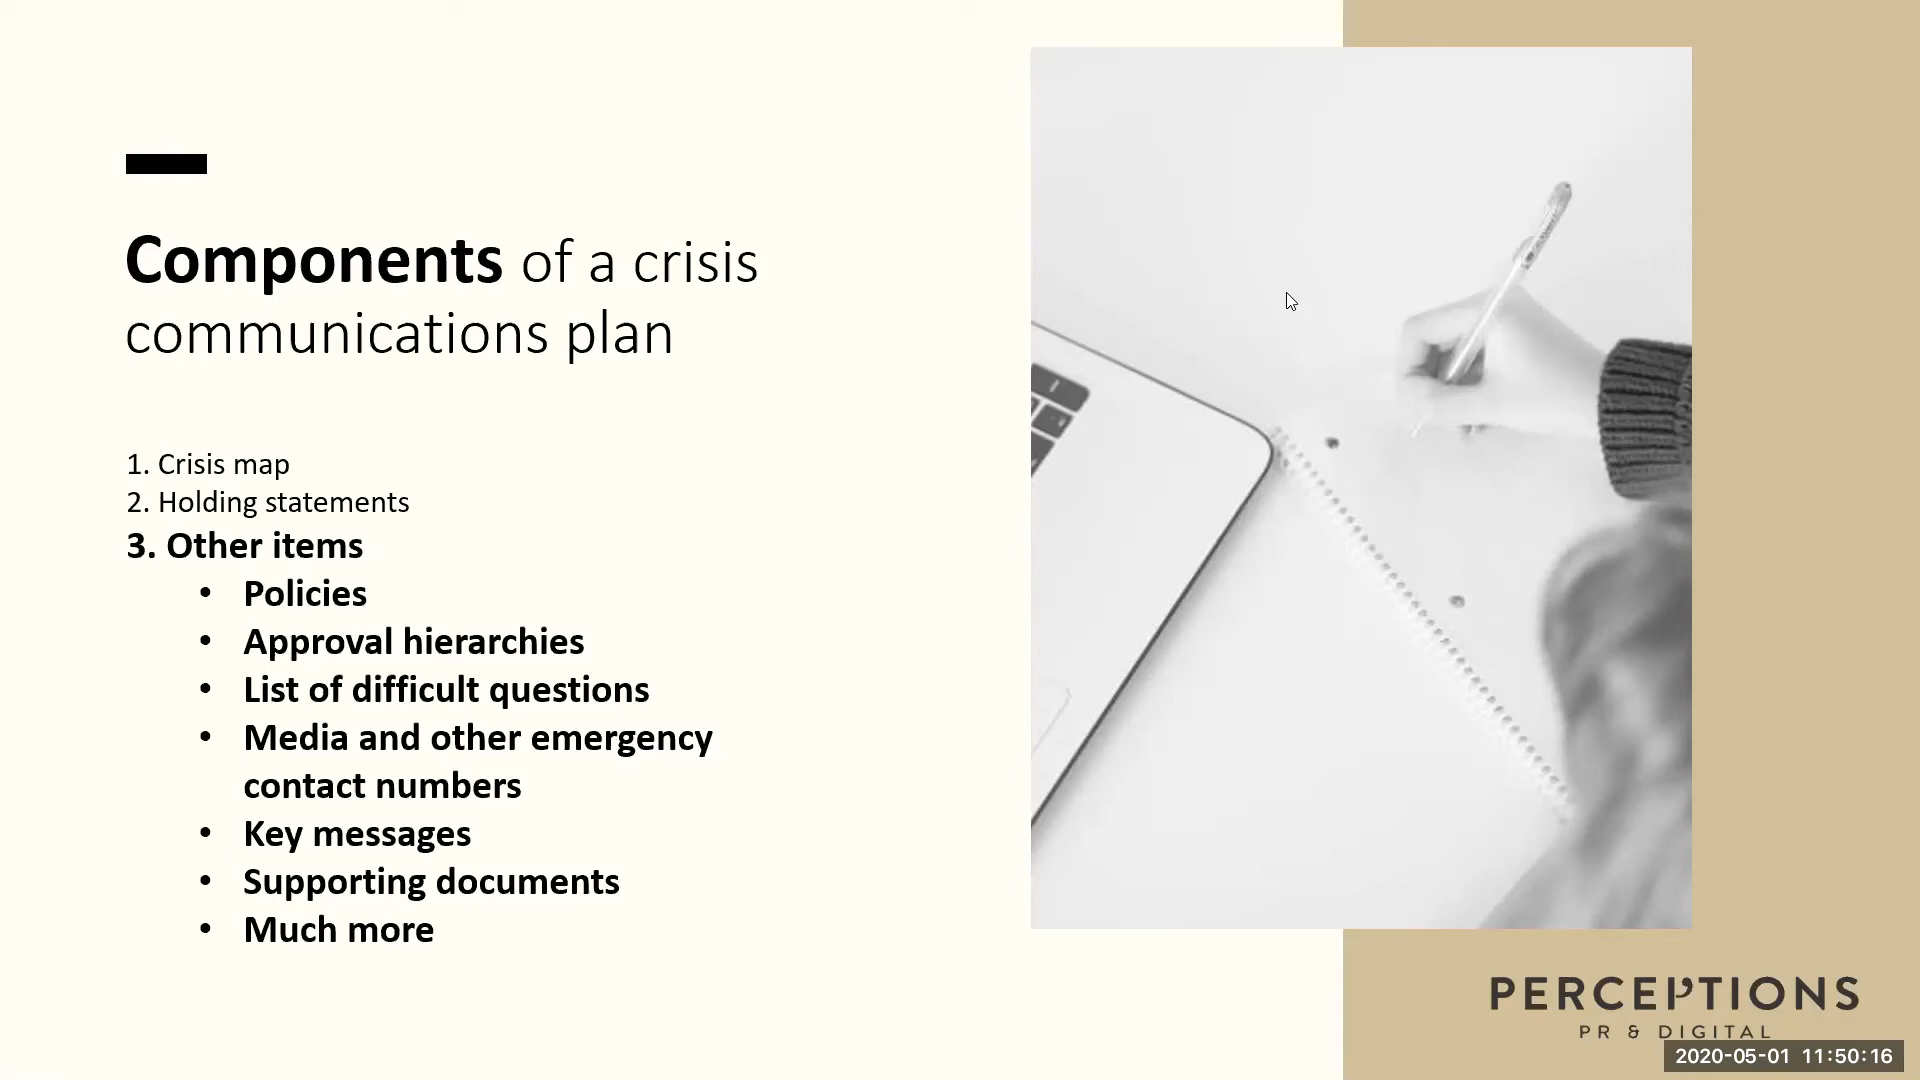 Components of a crisis
communications plan
1. Crisis map
2. Holding statements
3. Other items
• Policies
• Approval hierarchies
• List of difficult questions
• Media and other emergency
contact numbers
• Key messages
• Supporting documents
• Much more
PERCEPTIONS
PR & DIGITAL
2020-05-01 11:50:16